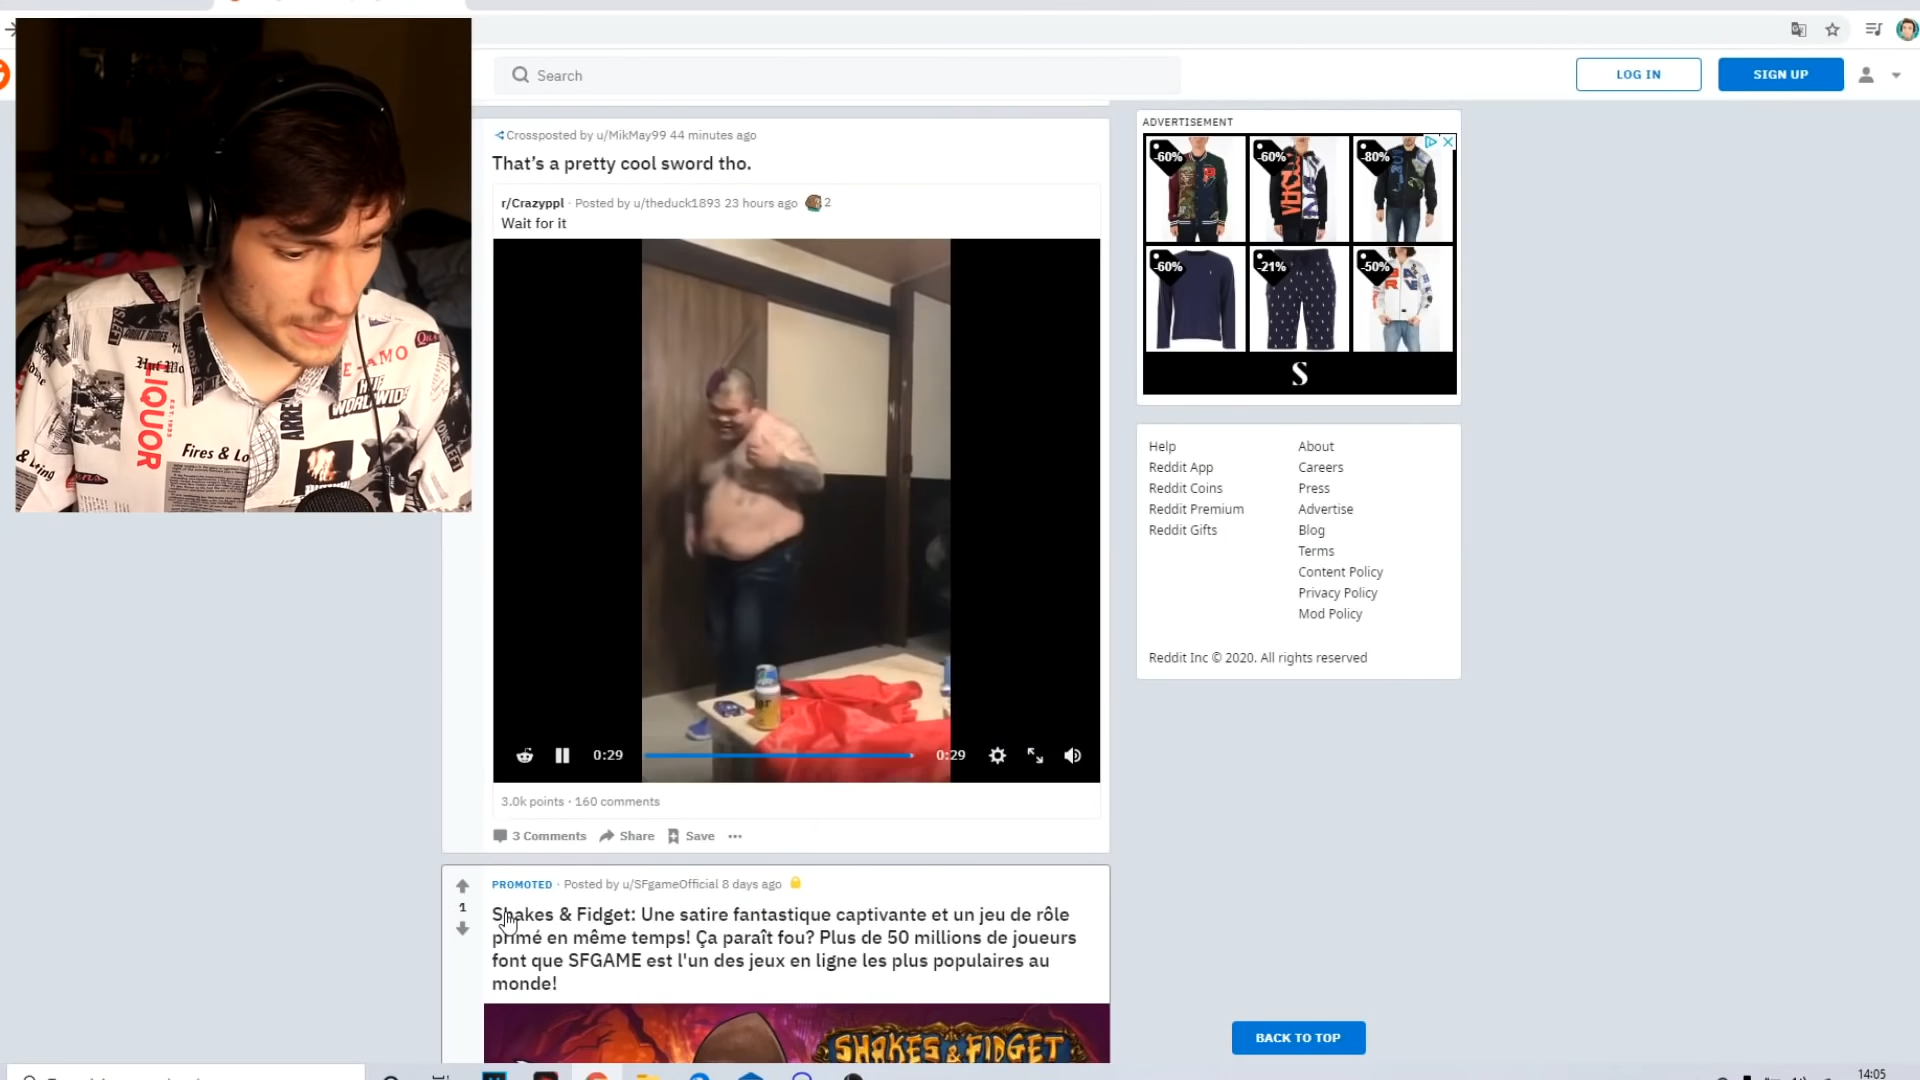 Search
LOG IN
SIGN UP
Crossposted by u/MikMay99 44 minutes ago
That's a pretty cool sword tho.
r/Crazyppl · Posted by u/theduck1893 23 hours ago 2
Wait for it
0:29
0:29
3.0k points · 160 comments
3 Comments
Share
Save
PROMOTED · Posted by u/SFgameOfficial 8 days ago
1
Shakes & Fidget: Une satire fantastique captivante et un jeu de rôle
primé en même temps! Ça paraît fou? Plus de 50 millions de joueurs
font que SFGAME est l'un des jeux en ligne les plus populaires au
monde!
SHAKES & FIDGET
ADVERTISEMENT
-60%
-60%
-80%
-60%
-21%
-50%
S
Help
Reddit App
Reddit Coins
Reddit Premium
Reddit Gifts
About
Careers
Press
Advertise
Blog
Terms
Content Policy
Privacy Policy
Mod Policy
Reddit Inc © 2020. All rights reserved
BACK TO TOP
14:05
LIQUOR
EST. 1933
WORLDWIDE
Fires & Lo